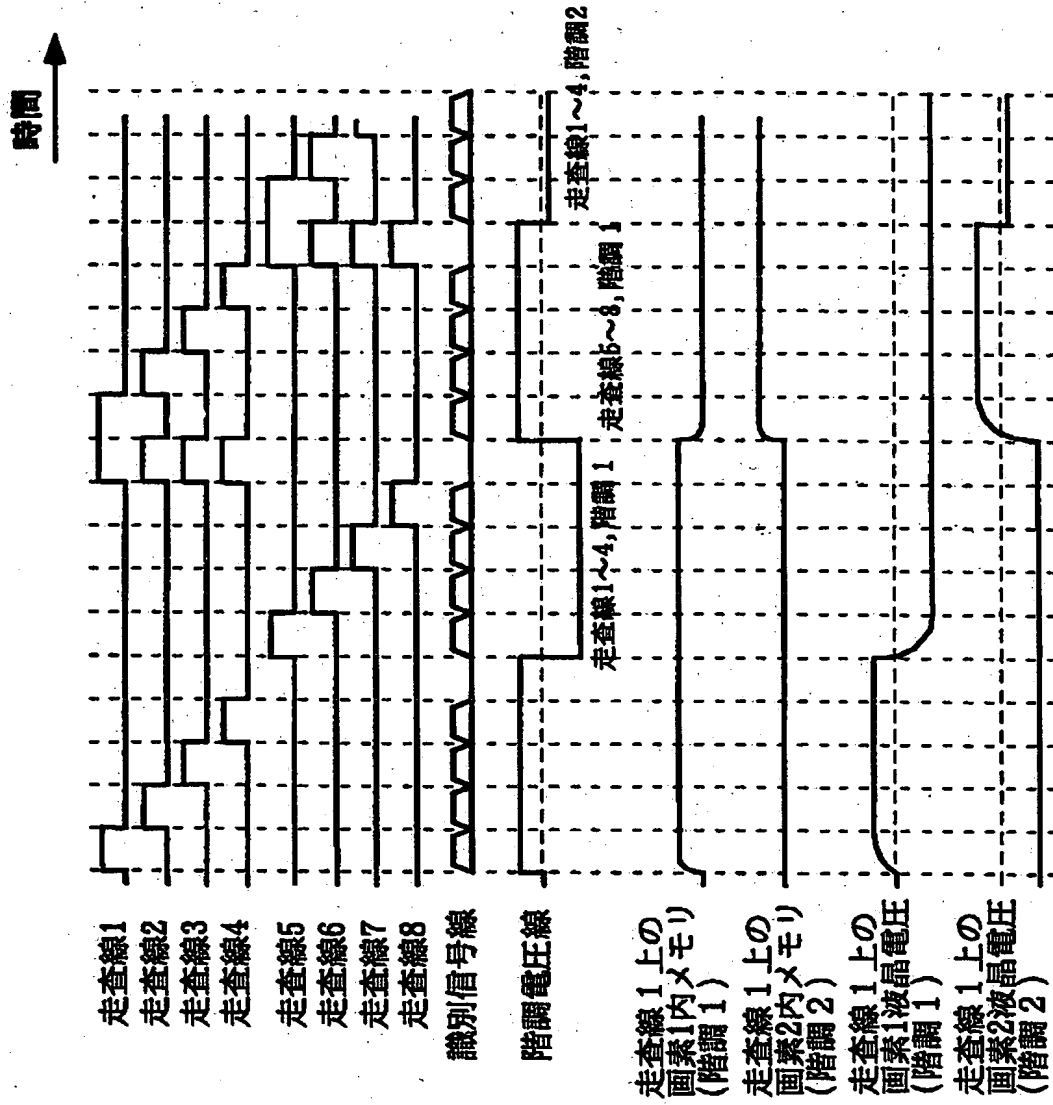 時間
走査線1
走査線2
走査線3
走査線4
走査線5
走査線6
走査線7
走査線8
識別信号線
階調電圧線
走査線1〜4,階調1
走査線5〜8,階調1
走査線1〜4,階調2
走査線1上の
画素1内メモリ
(階調1)
走査線1上の
画素2内メモリ
(階調2)
走査線1上の
画素1液晶電圧
(階調1)
走査線1上の
画素2液晶電圧
(階調2)